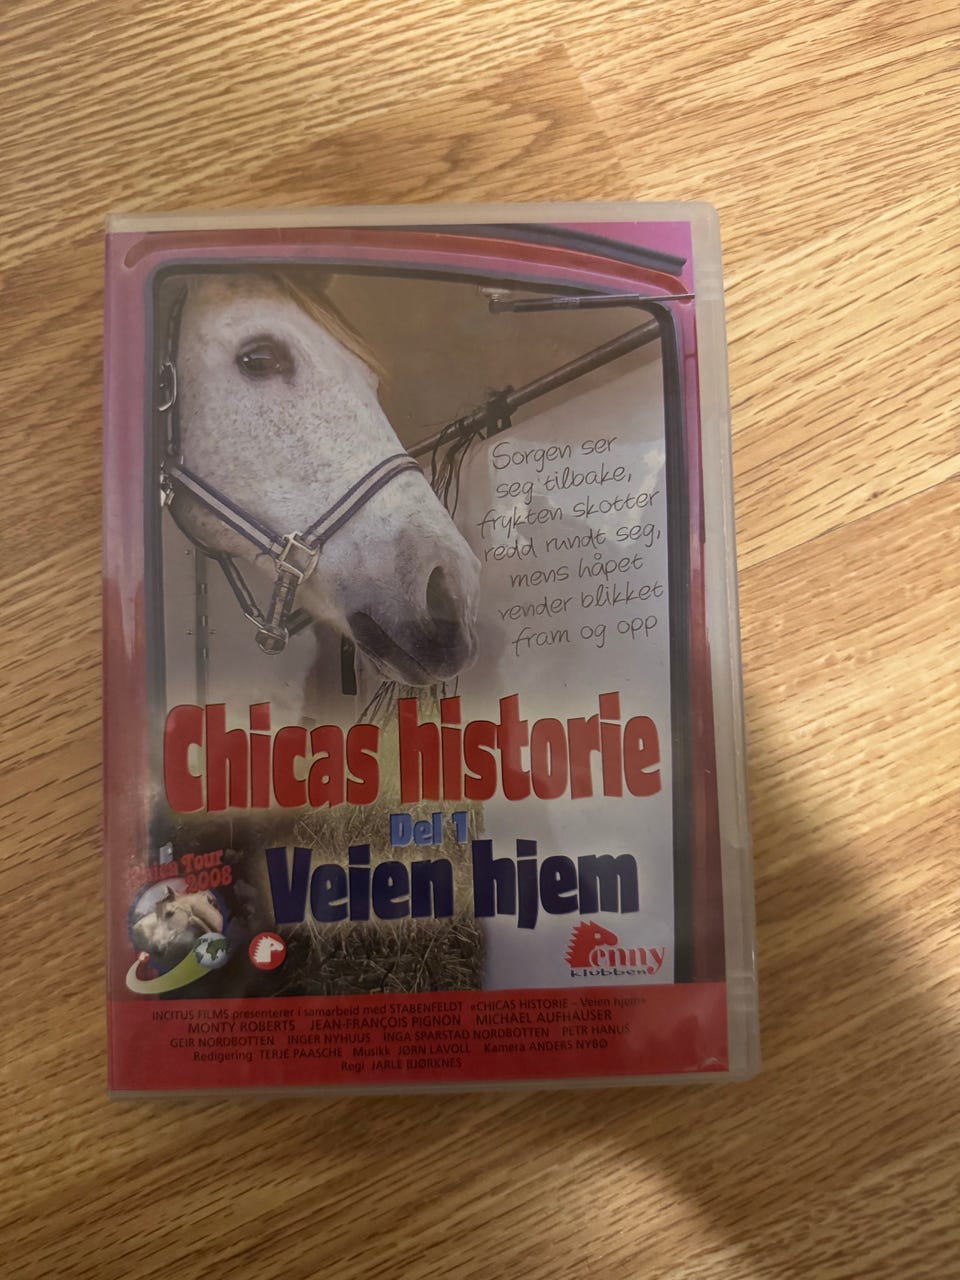 Sorgen ser
seg tilbake,
frykten skotter
redd rundt seg,
mens håpet
vender blikket
fram og opp
Chicas historie
Del 1
Veien hjem
Tour
2008
Penny
klubben
INCITUS FILMS presenterer i samarbeid med STABENFELDT «CHICAS HISTORIE – Veien hjem»
MONTY ROBERTS JEAN-FRANÇOIS PIGNON MICHAEL AUFHAUSER
GEIR NORDBOTTEN INGER NYHUUS INGA SPARSTAD NORDBOTTEN PETR HANUŠ
Redigering TERJE PAASCHE Musikk JØRN LAVOLL Kamera ANDERS NYBØ
Regi JARLE BJØRKNES